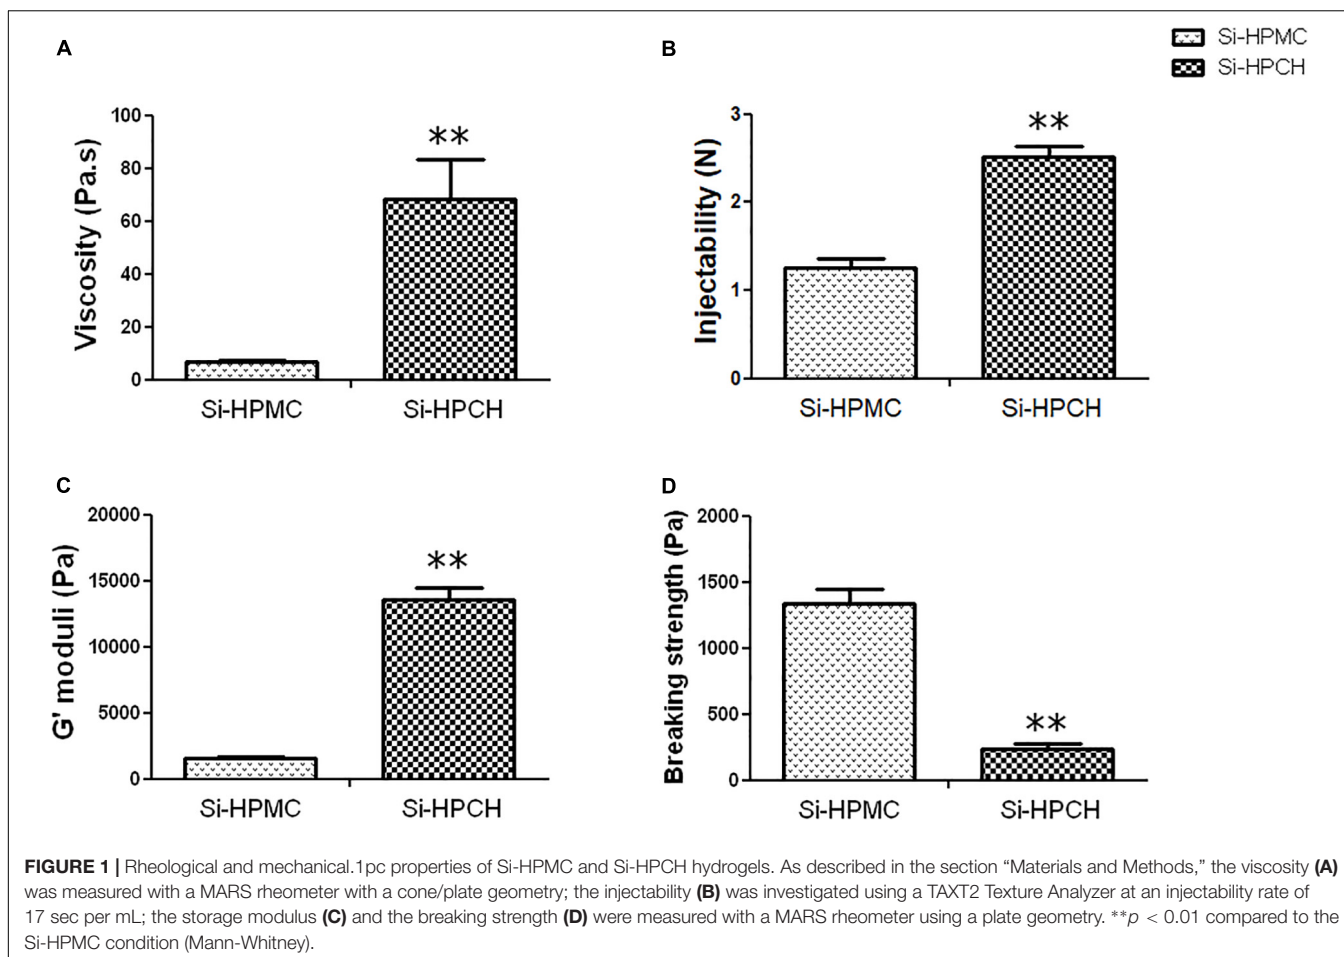 Si-HPMC
Si-HPCH
A
100
80
60
40
20
0
Viscosity (Pa.s)
**
Si-HPMC
Si-HPCH
B
3
2
1
0
Injectability (N)
**
Si-HPMC
Si-HPCH
C
20000
15000
10000
5000
0
G' moduli (Pa)
**
Si-HPMC
Si-HPCH
D
2000
1500
1000
500
0
Breaking strength (Pa)
**
Si-HPMC
Si-HPCH
FIGURE 1 | Rheological and mechanical.1pc properties of Si-HPMC and Si-HPCH hydrogels. As described in the section “Materials and Methods,” the viscosity (A)
was measured with a MARS rheometer with a cone/plate geometry; the injectability (B) was investigated using a TAXT2 Texture Analyzer at an injectability rate of
17 sec per mL; the storage modulus (C) and the breaking strength (D) were measured with a MARS rheometer using a plate geometry. **p < 0.01 compared to the
Si-HPMC condition (Mann-Whitney).